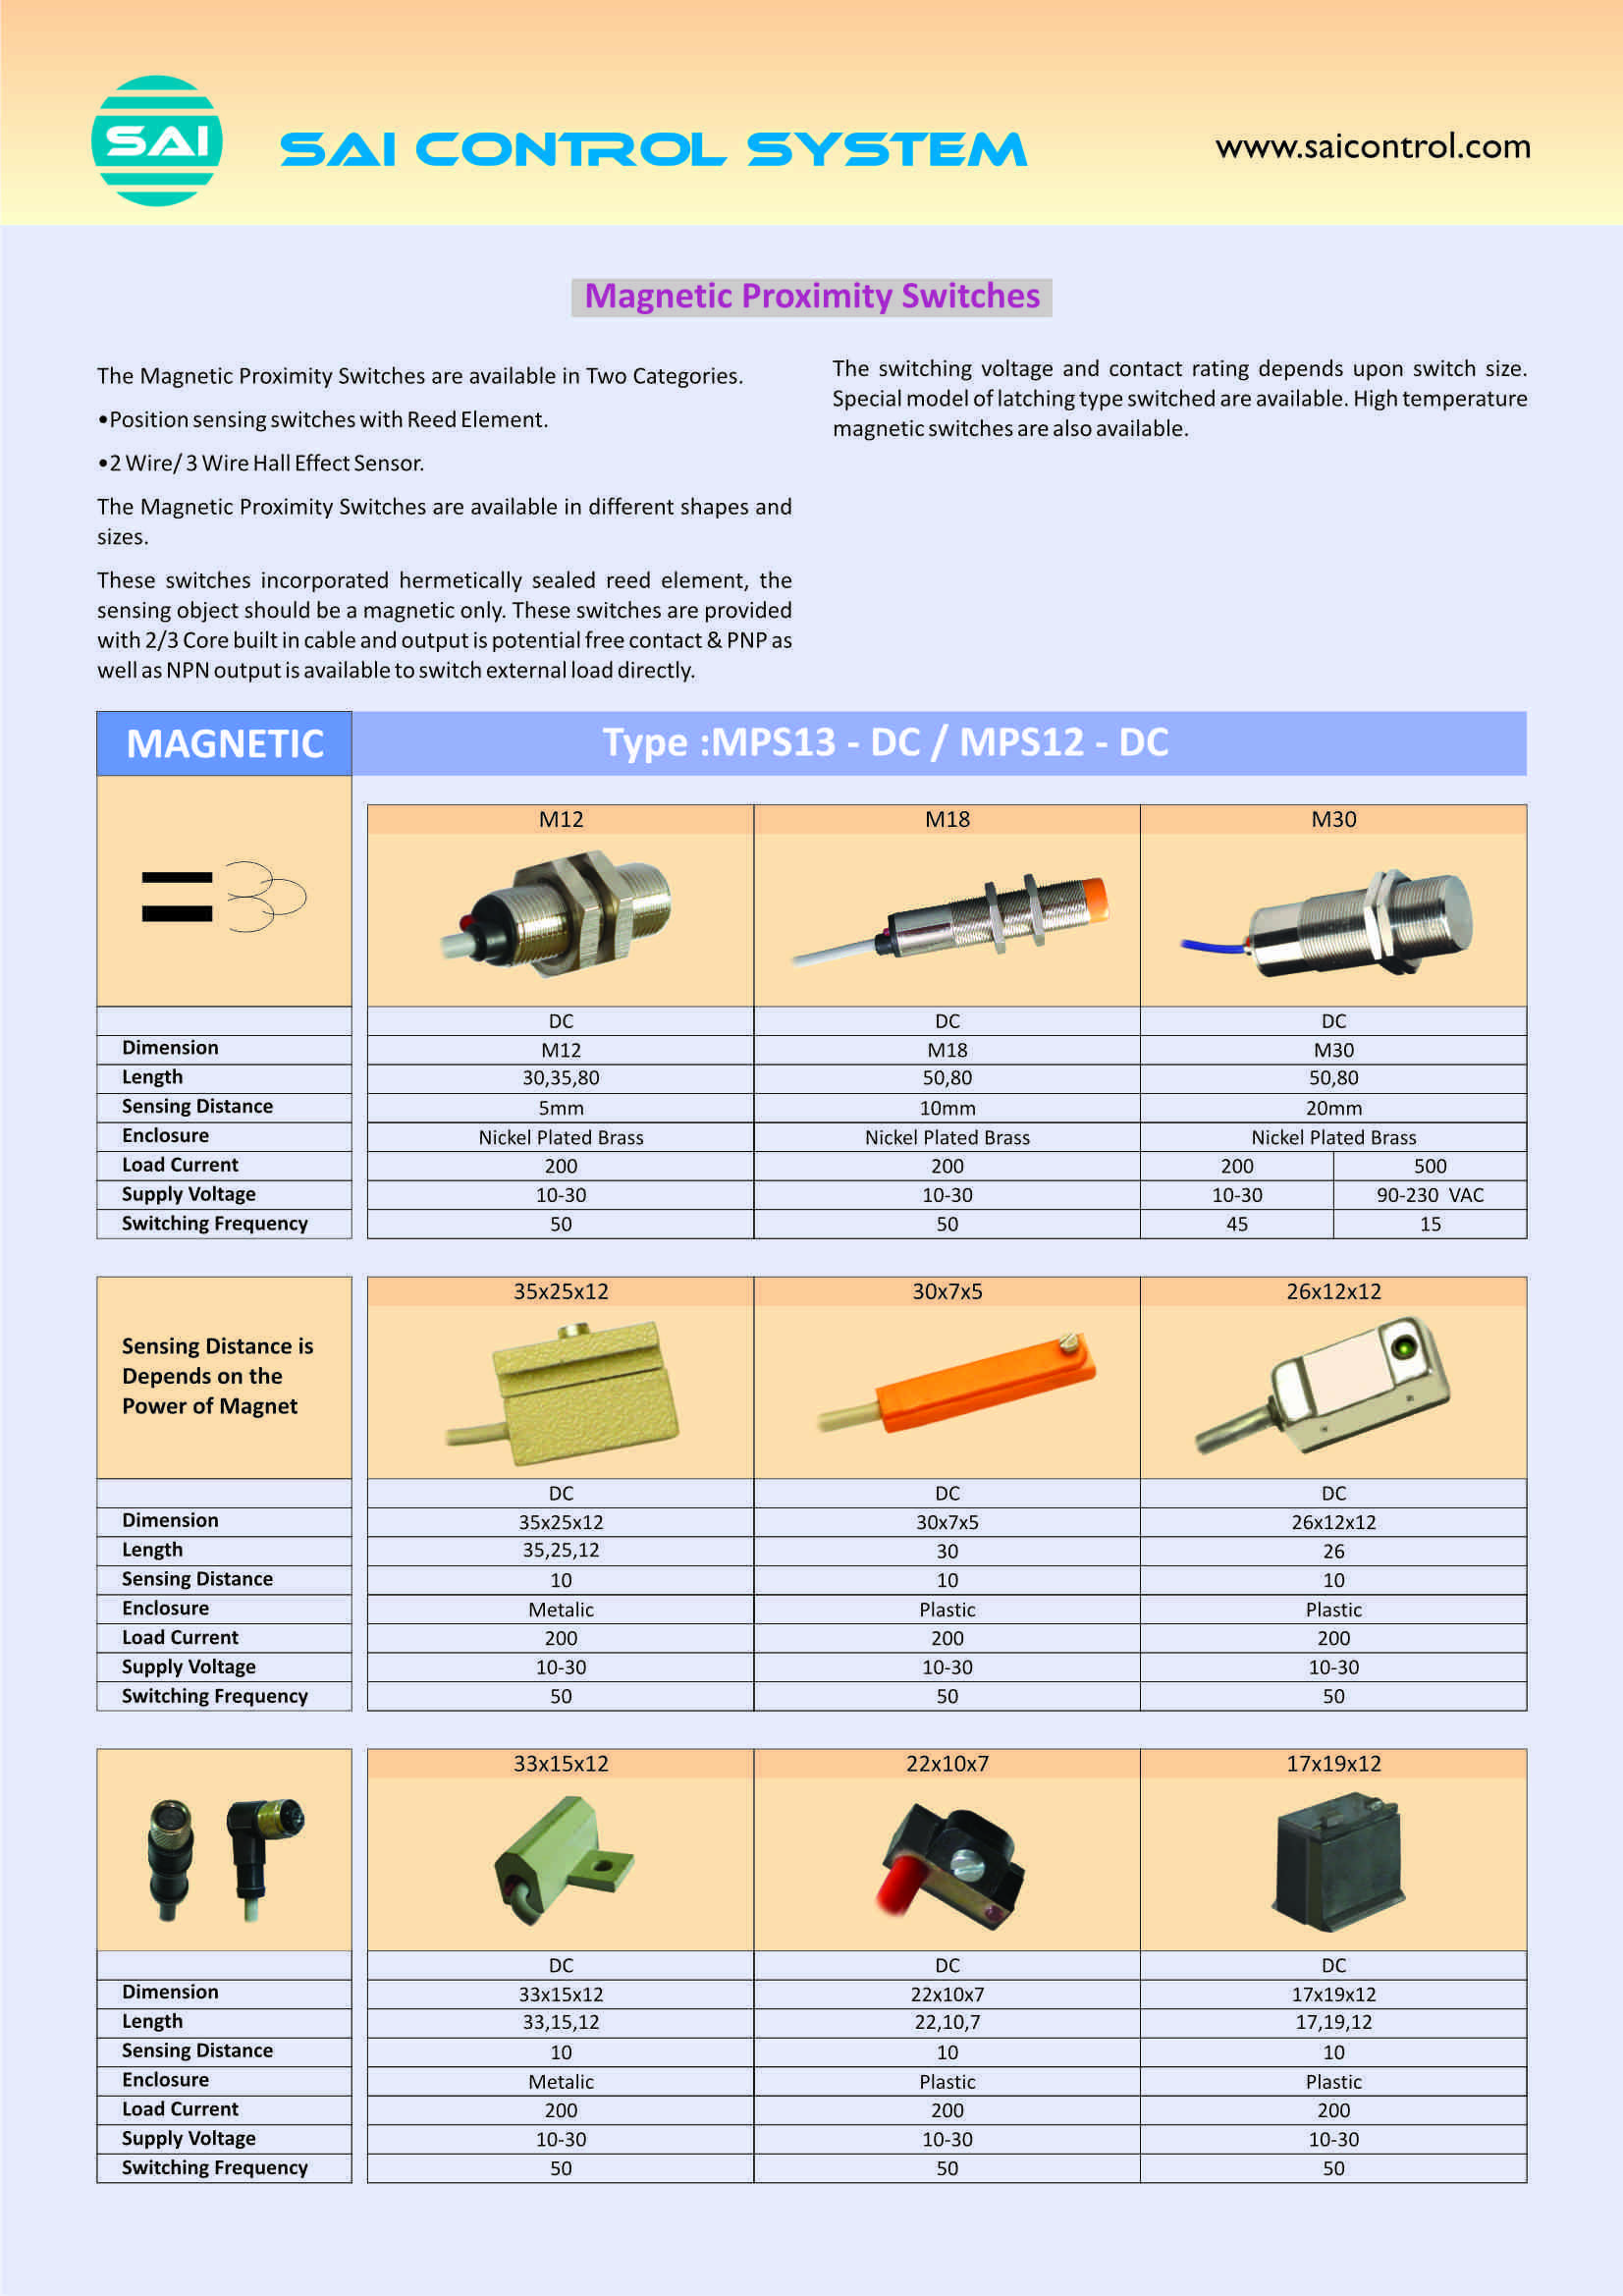 SAI
SAI CONTROL SYSTEM
www.saicontrol.com
Magnetic Proximity Switches
The Magnetic Proximity Switches are available in Two Categories.
•Position sensing switches with Reed Element.
•2 Wire/ 3 Wire Hall Effect Sensor.
The Magnetic Proximity Switches are available in different shapes and
sizes.
These switches incorporated hermetically sealed reed element, the
sensing object should be a magnetic only. These switches are provided
with 2/3 Core built in cable and output is potential free contact & PNP as
well as NPN output is available to switch external load directly.
The switching voltage and contact rating depends upon switch size.
Special model of latching type switched are available. High temperature
magnetic switches are also available.
MAGNETIC Type :MPS13 - DC / MPS12 - DC
M12 M18 M30
DC DC DC
Dimension M12 M18 M30
Length 30,35,80 50,80 50,80
Sensing Distance 5mm 10mm 20mm
Enclosure Nickel Plated Brass Nickel Plated Brass Nickel Plated Brass
Load Current 200 200 200 500
Supply Voltage 10-30 10-30 10-30 90-230 VAC
Switching Frequency 50 50 45 15
35x25x12 30x7x5 26x12x12
Sensing Distance is
Depends on the
Power of Magnet
DC DC DC
Dimension 35x25x12 30x7x5 26x12x12
Length 35,25,12 30 26
Sensing Distance 10 10 10
Enclosure Metalic Plastic Plastic
Load Current 200 200 200
Supply Voltage 10-30 10-30 10-30
Switching Frequency 50 50 50
33x15x12 22x10x7 17x19x12
DC DC DC
Dimension 33x15x12 22x10x7 17x19x12
Length 33,15,12 22,10,7 17,19,12
Sensing Distance 10 10 10
Enclosure Metalic Plastic Plastic
Load Current 200 200 200
Supply Voltage 10-30 10-30 10-30
Switching Frequency 50 50 50